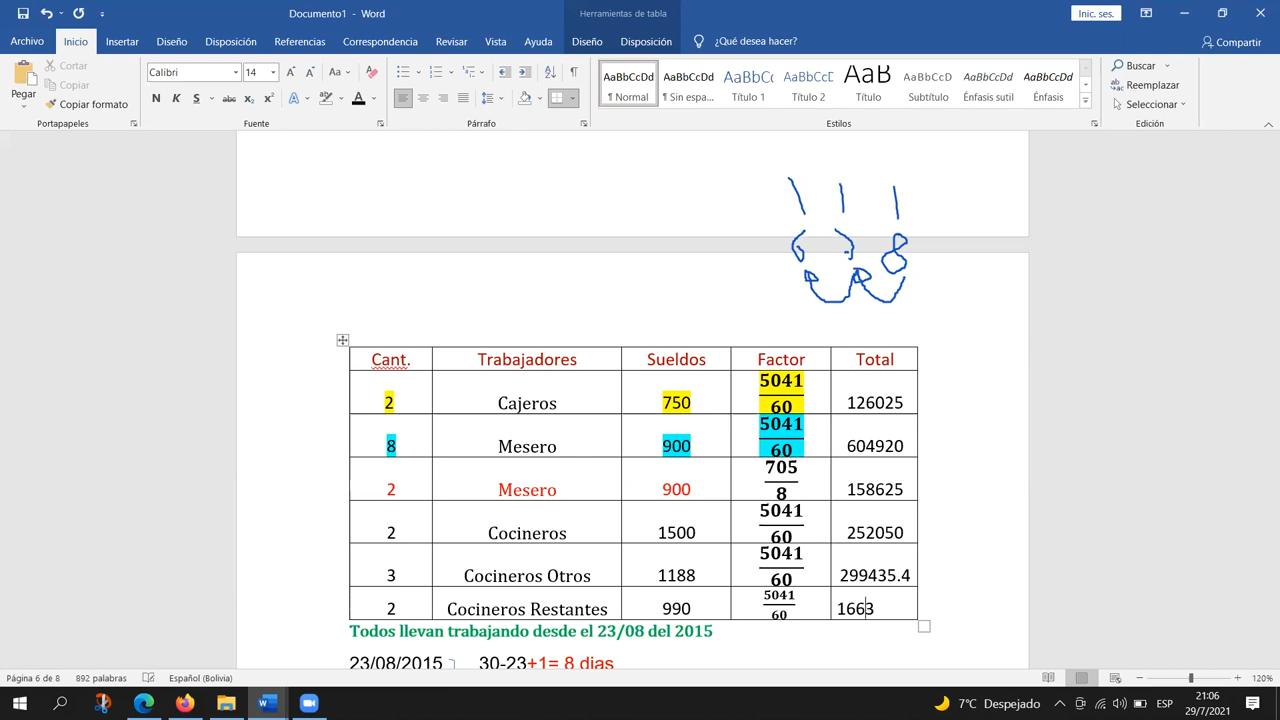 Documento1 - Word
Herramientas de tabla
Inic. ses.
Archivo Inicio Insertar Diseño Disposición Referencias Correspondencia Revisar Vista Ayuda Diseño Disposición ¿Qué desea hacer? Compartir
Pegar
Cortar
Copiar
Copiar formato
Portapapeles
Calibri 14
Aa
N K S abc x₂ x²
Fuente
Párrafo
AaBbCcDd AaBbCcDd AaBbCc AaBbCcD AaB AaBbCcD AaBbCcDd AaBbCcDd
¶ Normal ¶ Sin espa... Título 1 Título 2 Título Subtítulo Énfasis sutil Énfasis
Estilos
Buscar
Reemplazar
Seleccionar
Edición
8
Cant. Trabajadores Sueldos Factor Total
2 Cajeros 750 5041/60 126025
8 Mesero 900 5041/60 604920
2 Mesero 900 705/8 158625
2 Cocineros 1500 5041/60 252050
3 Cocineros Otros 1188 5041/60 299435.4
2 Cocineros Restantes 990 5041/60 1663
Todos llevan trabajando desde el 23/08 del 2015
23/08/2015 30-23+1= 8 dias
Página 6 de 8 892 palabras Español (Bolivia) 120%
7°C Despejado ESP 21:06
29/7/2021